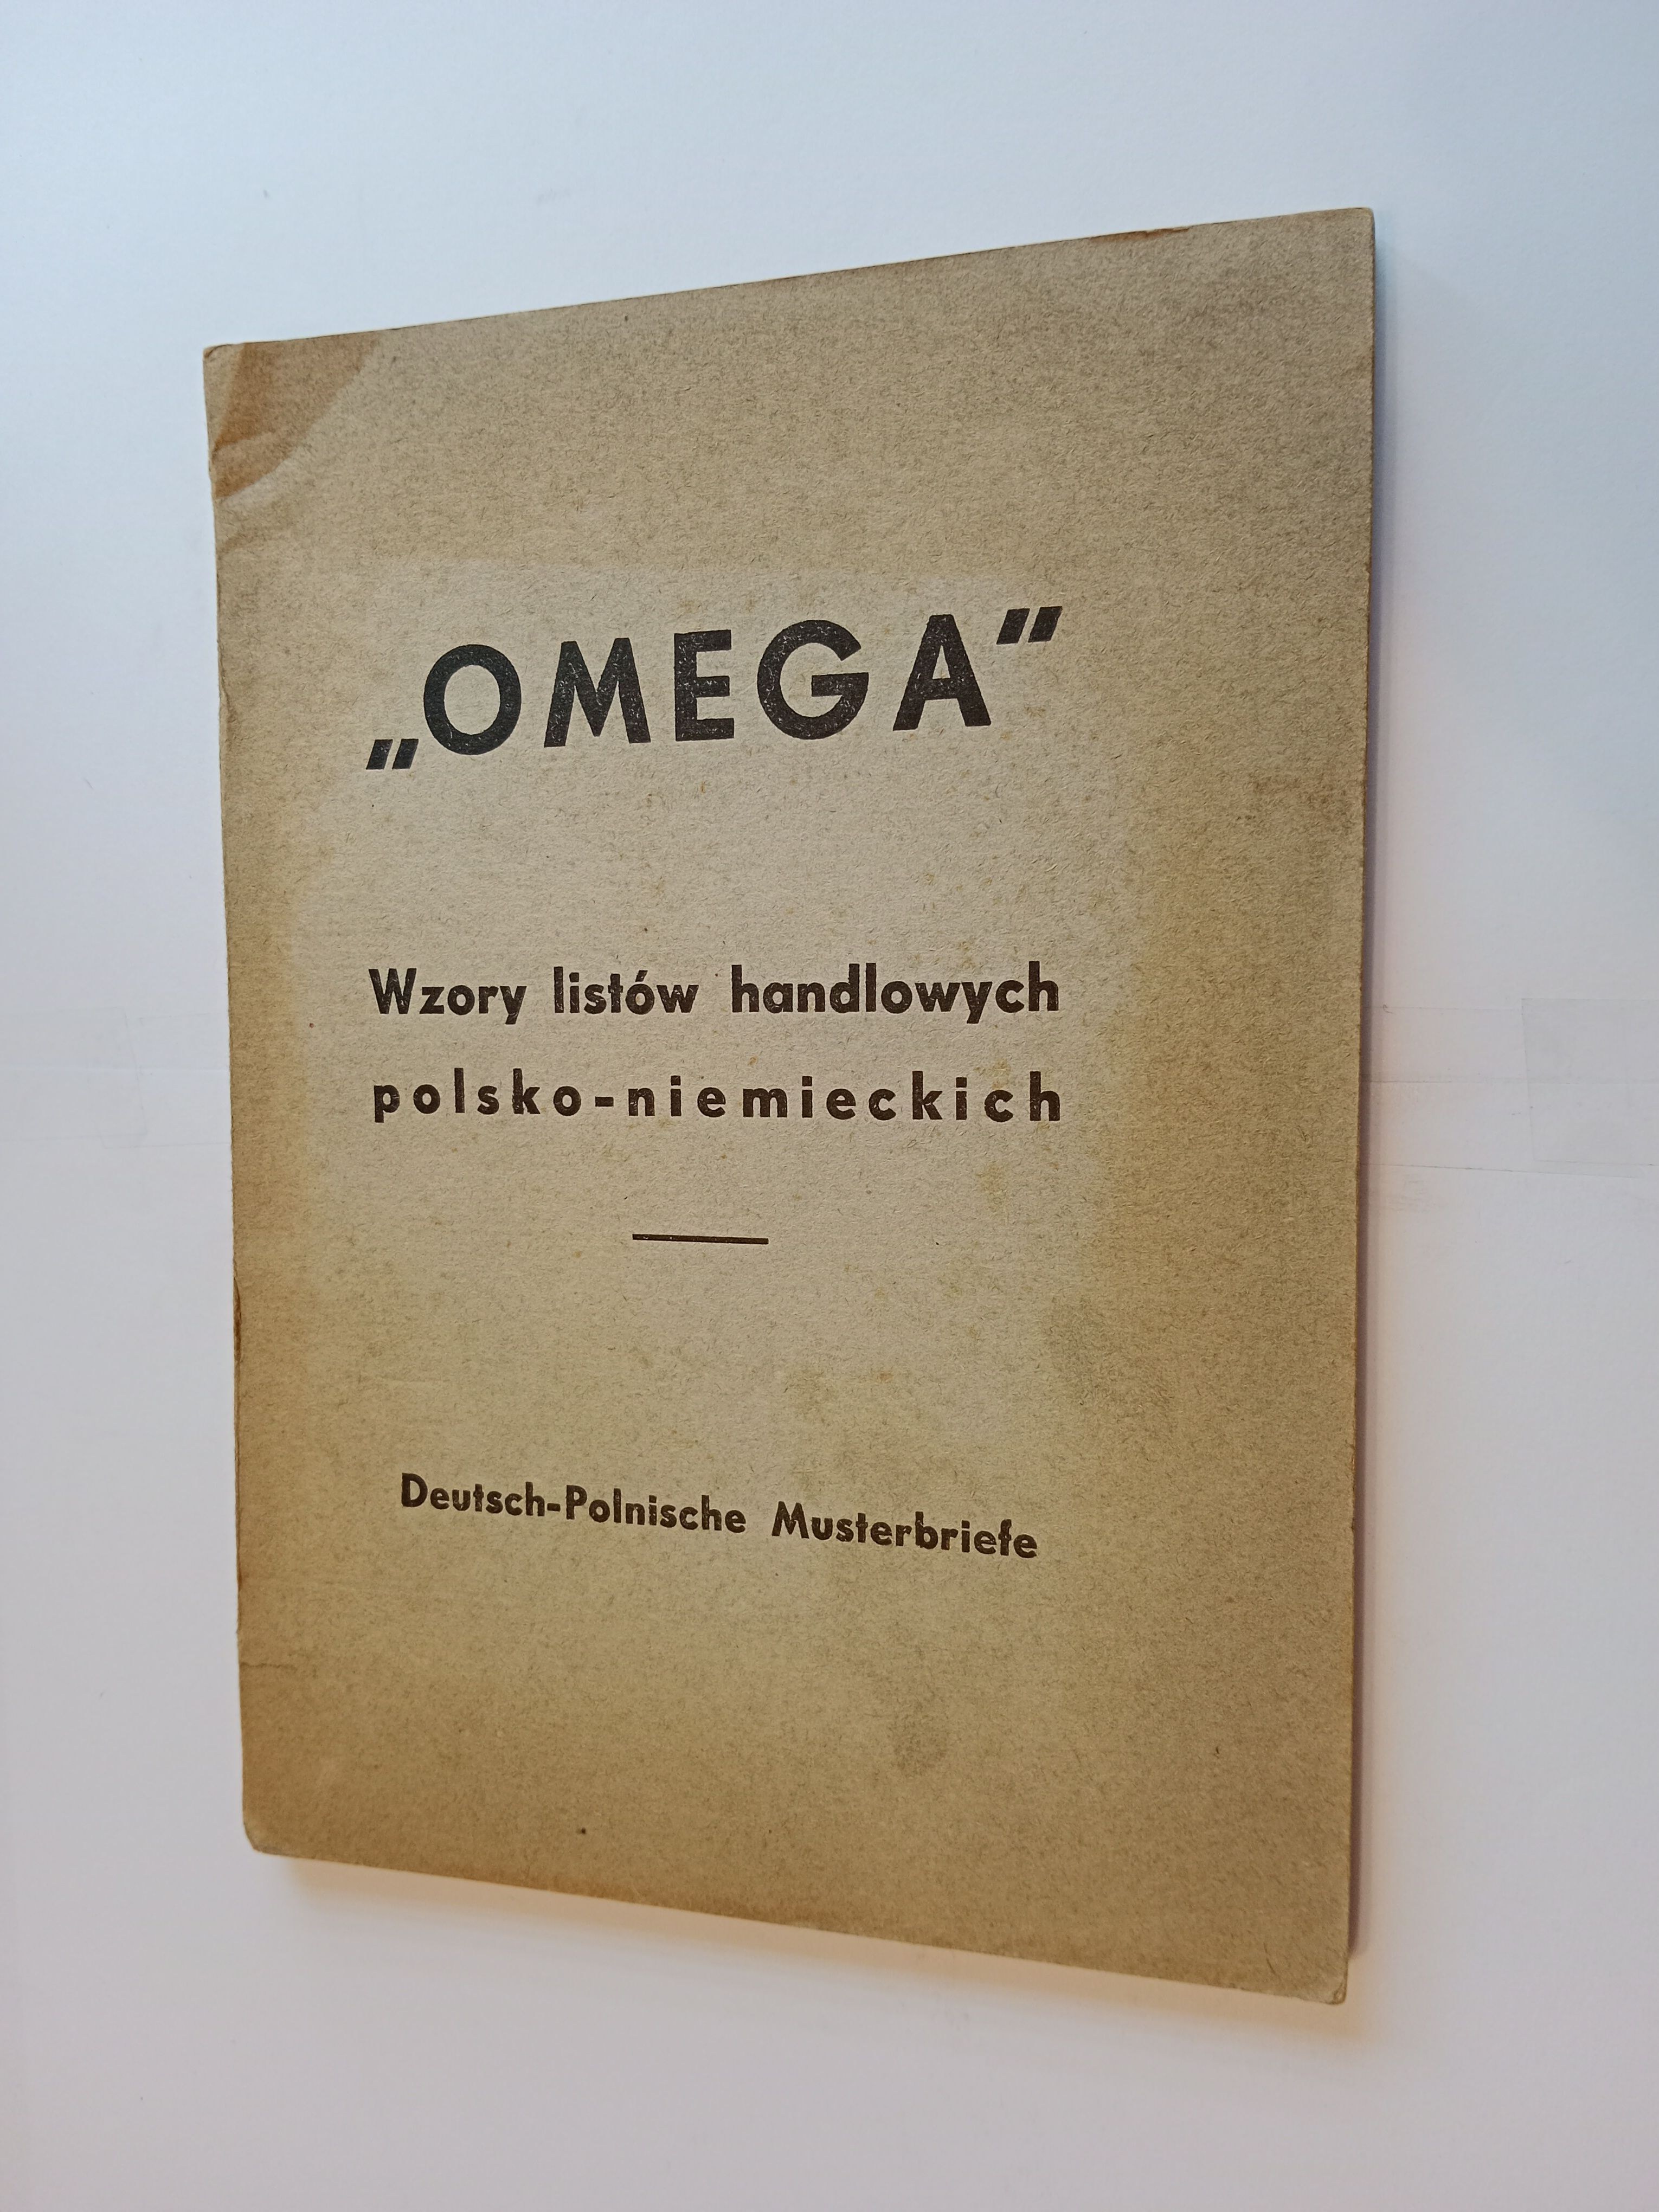 „OMEGA”
Wzory listów handlowych
polsko-niemieckich
Deutsch-Polnische Musterbriefe